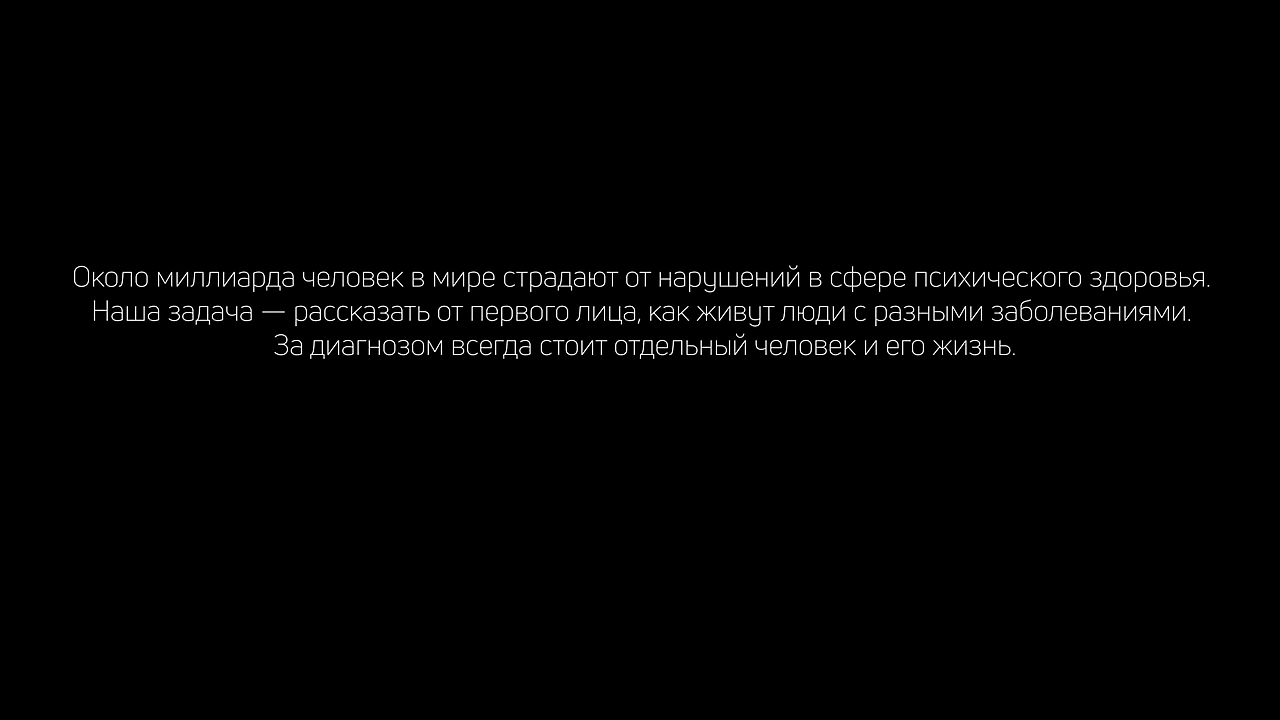 Около миллиарда человек в мире страдают от нарушений в сфере психического здоровья.
Наша задача — рассказать от первого лица, как живут люди с разными заболеваниями.
За диагнозом всегда стоит отдельный человек и его жизнь.